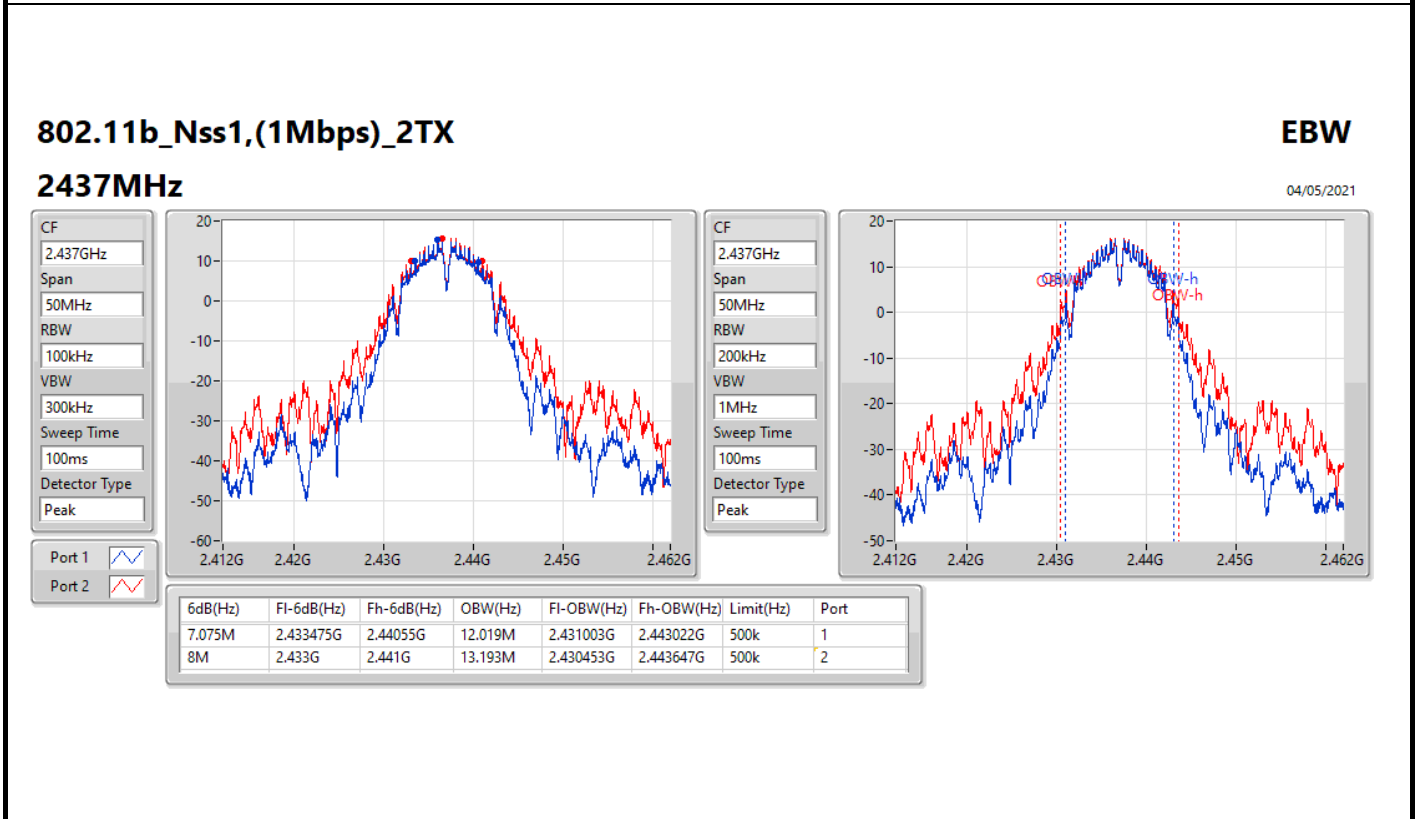 802.11b_Nss1,(1Mbps)_2TX
EBW
2437MHz
04/05/2021
CF
2.437GHz
Span
50MHz
RBW
100kHz
VBW
300kHz
Sweep Time
100ms
Detector Type
Peak
Port 1
Port 2
20
10
0
-10
-20
-30
-40
-50
-60
2.412G 2.42G 2.43G 2.44G 2.45G 2.462G
CF
2.437GHz
Span
50MHz
RBW
200kHz
VBW
1MHz
Sweep Time
100ms
Detector Type
Peak
20
10
0
-10
-20
-30
-40
-50
OBW-h
OBW-h
2.412G 2.42G 2.43G 2.44G 2.45G 2.462G
6dB(Hz) Fl-6dB(Hz) Fh-6dB(Hz) OBW(Hz) Fl-OBW(Hz) Fh-OBW(Hz) Limit(Hz) Port
7.075M 2.433475G 2.44055G 12.019M 2.431003G 2.443022G 500k 1
8M 2.433G 2.441G 13.193M 2.430453G 2.443647G 500k 2